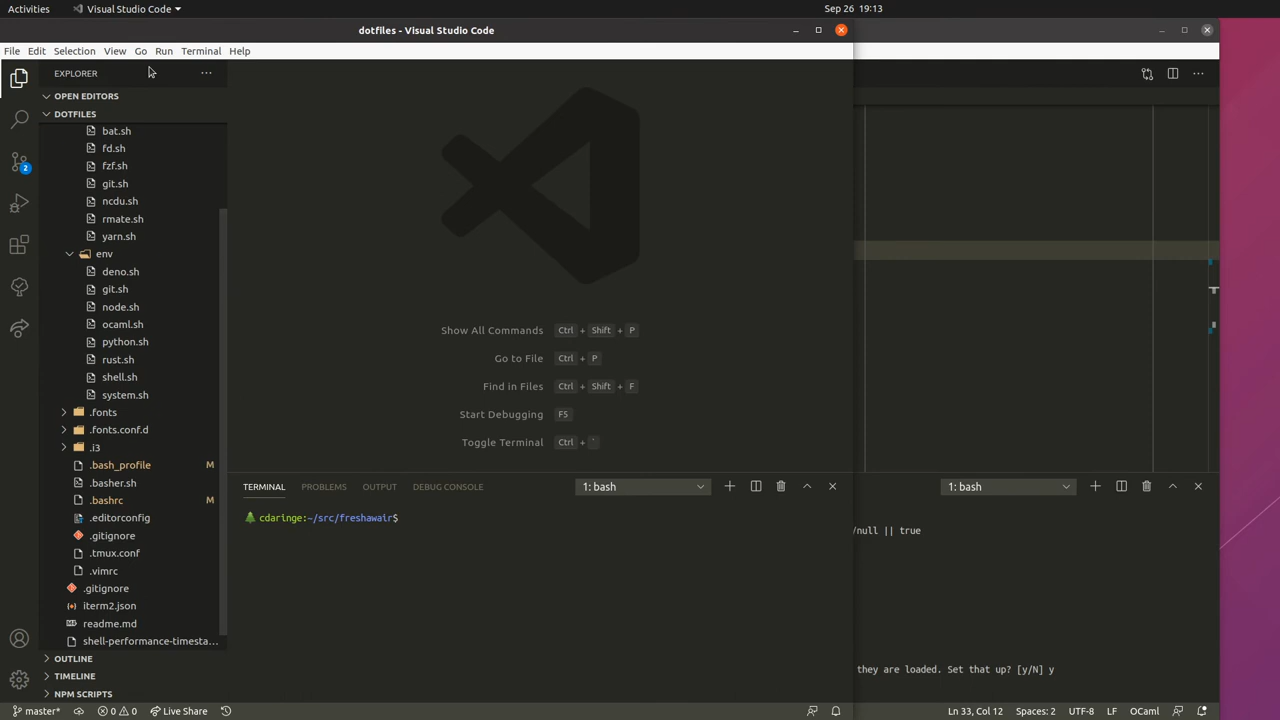 Activities
Visual Studio Code
Sep 26 19:13
dotfiles - Visual Studio Code
File Edit Selection View Go Run Terminal Help
EXPLORER
OPEN EDITORS
DOTFILES
bat.sh
fd.sh
fzf.sh
2
git.sh
ncdu.sh
rmate.sh
yarn.sh
env
deno.sh
git.sh
node.sh
ocaml.sh
python.sh
rust.sh
shell.sh
system.sh
.fonts
.fonts.conf.d
.i3
.bash_profile M
.basher.sh
.bashrc M
.editorconfig
.gitignore
.tmux.conf
.vimrc
.gitignore
iterm2.json
readme.md
shell-performance-timesta...
OUTLINE
TIMELINE
NPM SCRIPTS
Show All Commands Ctrl + Shift + P
Go to File Ctrl + P
Find in Files Ctrl + Shift + F
Start Debugging F5
Toggle Terminal Ctrl + `
TERMINAL PROBLEMS OUTPUT DEBUG CONSOLE
1: bash
cdaringe:~/src/freshawair$
1: bash
/null || true
they are loaded. Set that up? [y/N] y
master* 0 0 Live Share
Ln 33, Col 12 Spaces: 2 UTF-8 LF OCaml